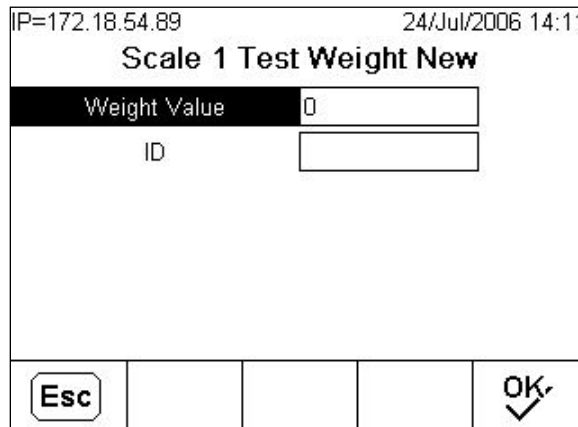 IP=172.18.54.89 24/Jul/2006 14:11
Scale 1 Test Weight New
Weight Value 0
ID
Esc OK